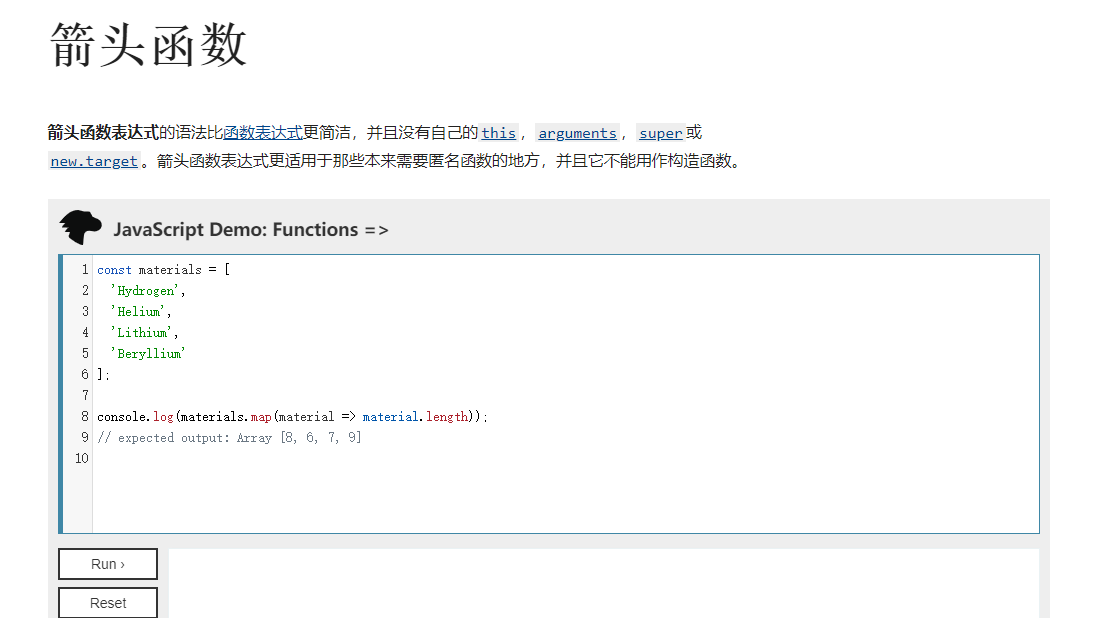 箭头函数
箭头函数表达式的语法比函数表达式更简洁，并且没有自己的this，arguments，super或
new.target。箭头函数表达式更适用于那些本来需要匿名函数的地方，并且它不能用作构造函数。
JavaScript Demo: Functions =>
1 const materials = [
2   'Hydrogen',
3   'Helium',
4   'Lithium',
5   'Beryllium'
6 ];
7
8 console.log(materials.map(material => material.length));
9 // expected output: Array [8, 6, 7, 9]
10
Run ›
Reset